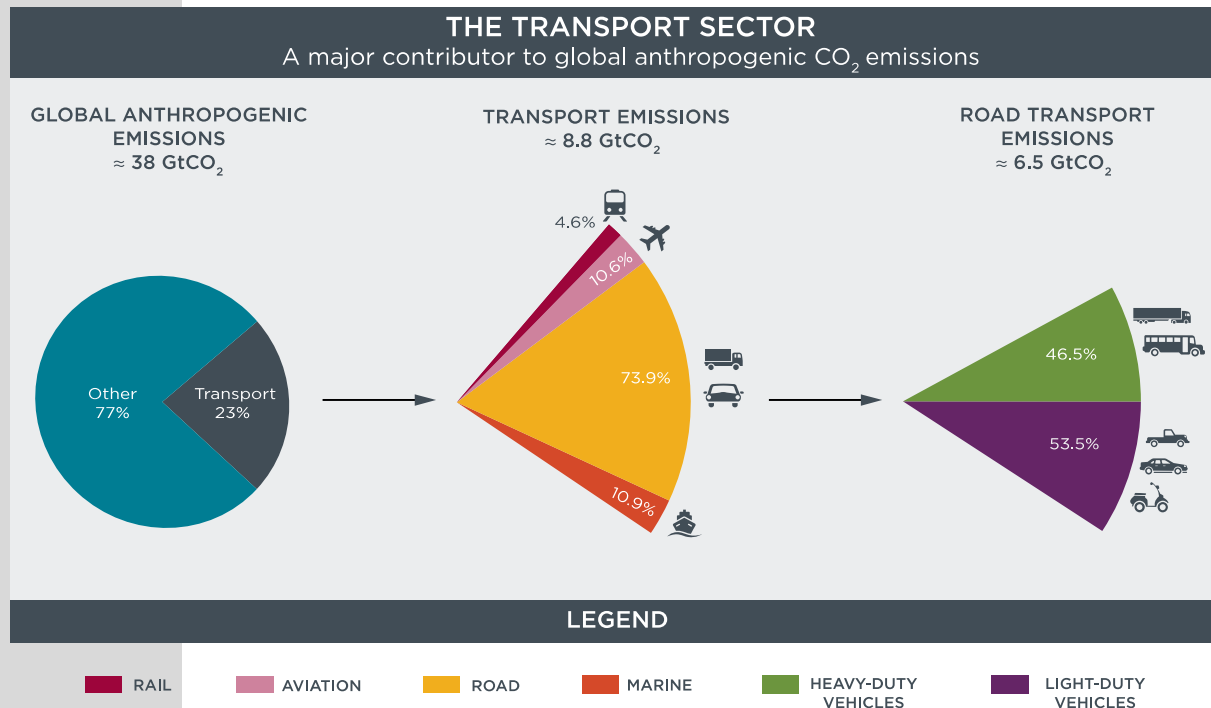 THE TRANSPORT SECTOR
A major contributor to global anthropogenic CO₂ emissions
GLOBAL ANTHROPOGENIC
EMISSIONS
≈ 38 GtCO₂
Other
77%
Transport
23%
TRANSPORT EMISSIONS
≈ 8.8 GtCO₂
4.6%
10.6%
73.9%
10.9%
ROAD TRANSPORT
EMISSIONS
≈ 6.5 GtCO₂
46.5%
53.5%
LEGEND
RAIL
AVIATION
ROAD
MARINE
HEAVY-DUTY
VEHICLES
LIGHT-DUTY
VEHICLES